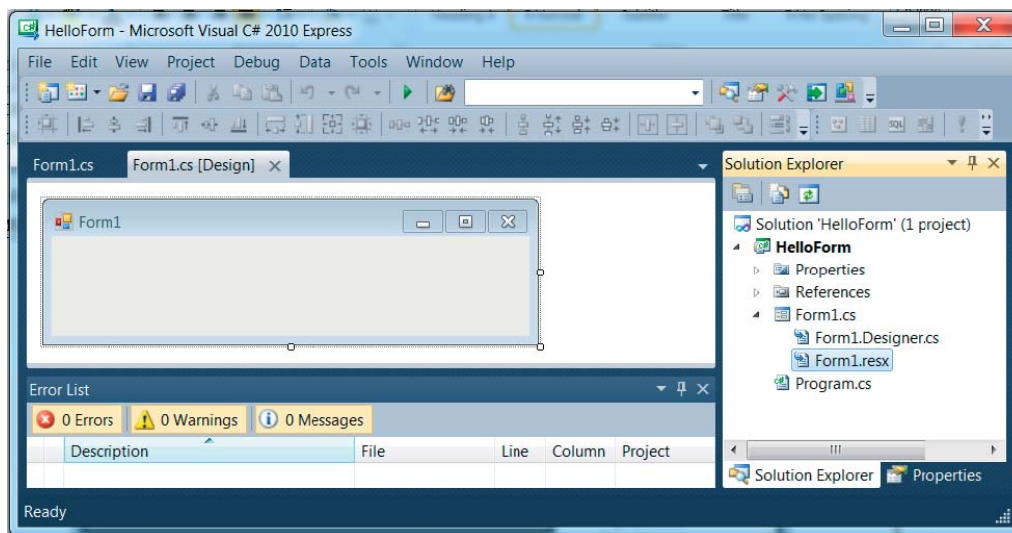 HelloForm - Microsoft Visual C# 2010 Express
File Edit View Project Debug Data Tools Window Help
Form1.cs Form1.cs [Design]
Form1
Solution Explorer
Solution 'HelloForm' (1 project)
HelloForm
Properties
References
Form1.cs
Form1.Designer.cs
Form1.resx
Program.cs
Solution Explorer Properties
Error List
0 Errors 0 Warnings 0 Messages
Description File Line Column Project
Ready